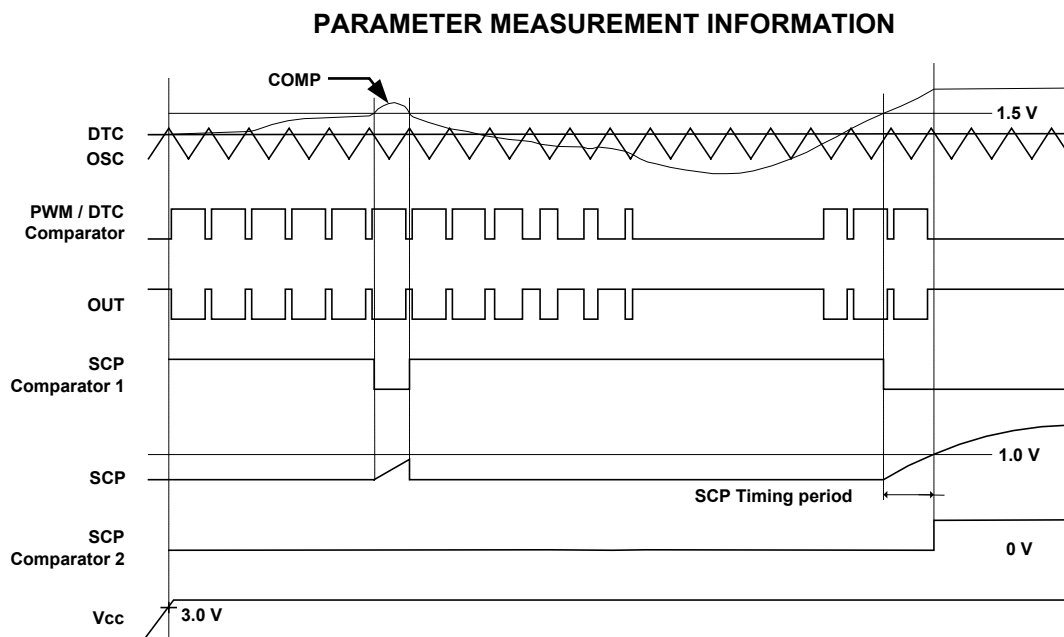 PARAMETER MEASUREMENT INFORMATION
COMP
1.5 V
DTC
OSC
PWM / DTC
Comparator
OUT
SCP
Comparator 1
1.0 V
SCP
SCP Timing period
SCP
Comparator 2
0 V
Vcc
3.0 V